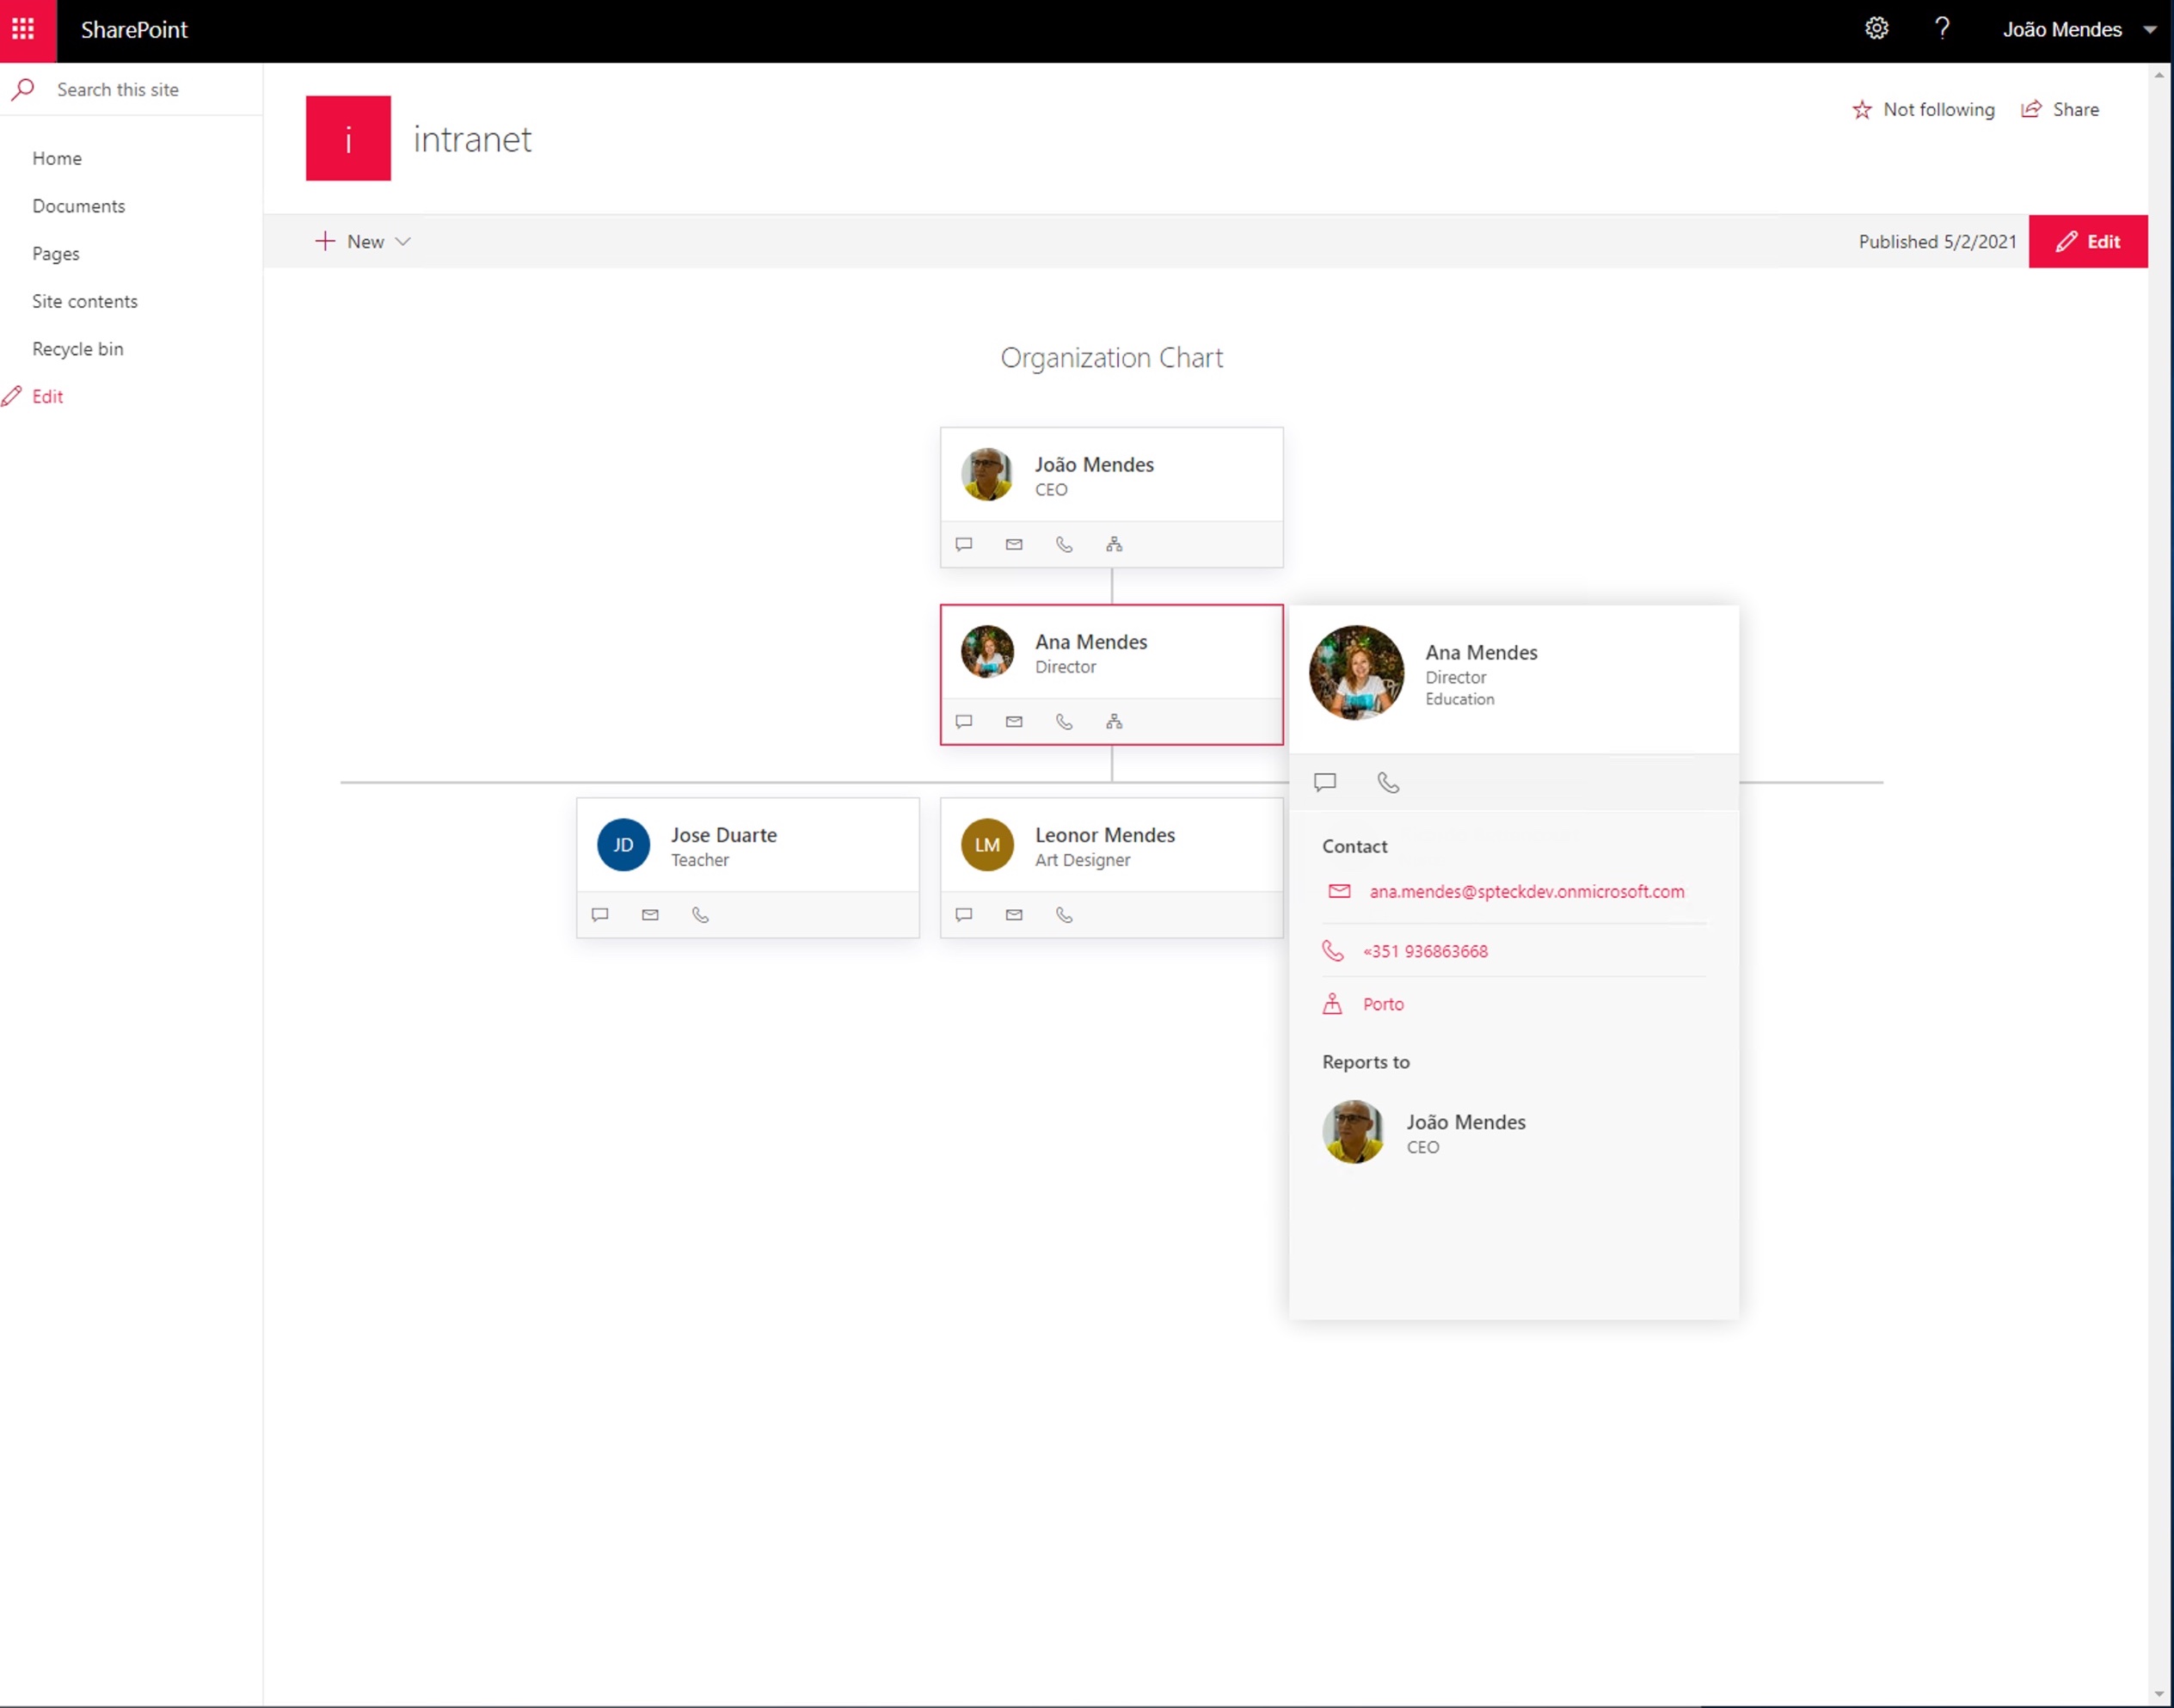 SharePoint
?
João Mendes
Search this site
Home
Documents
Pages
Site contents
Recycle bin
Edit
i
intranet
Not following
Share
New
Published 5/2/2021
Edit
Organization Chart
João Mendes
CEO
Ana Mendes
Director
JD
Jose Duarte
Teacher
LM
Leonor Mendes
Art Designer
Ana Mendes
Director
Education
Contact
ana.mendes@spteckdev.onmicrosoft.com
«351 936863668
Porto
Reports to
João Mendes
CEO